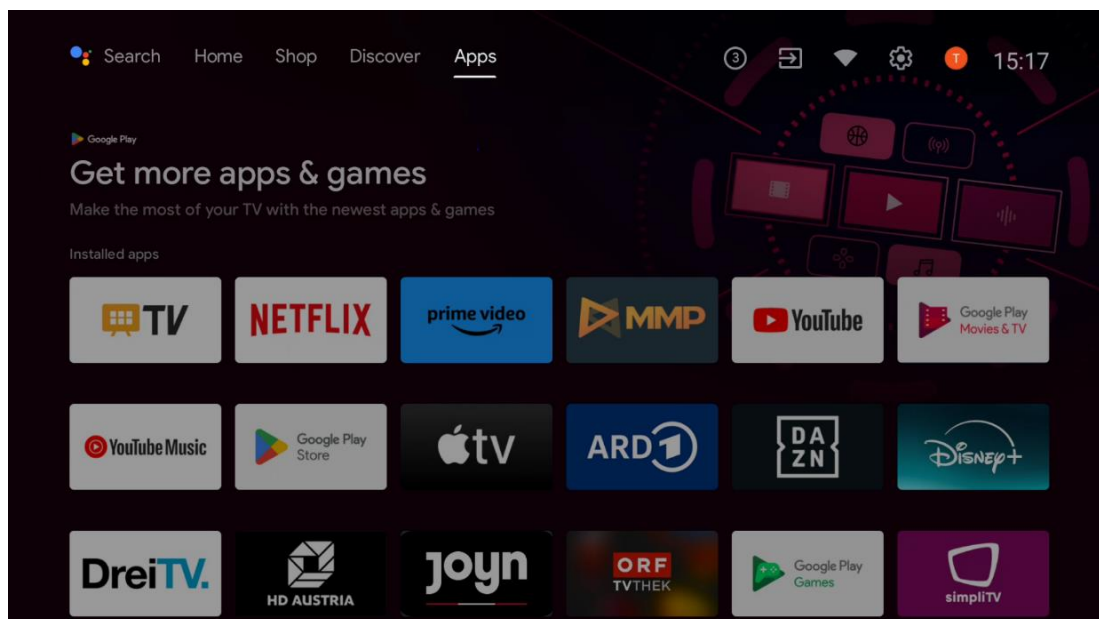 Search Home Shop Discover Apps 3 T 15:17
Google Play
Get more apps & games
Make the most of your TV with the newest apps & games
Installed apps
TV NETFLIX prime video MMP YouTube Google Play
Movies & TV
YouTube Music Google Play
Store
tv ARD 1 DA
ZN
Disney+
DreiTV. HD AUSTRIA joyn ORF
TVTHEK
Google Play
Games
simpliTV